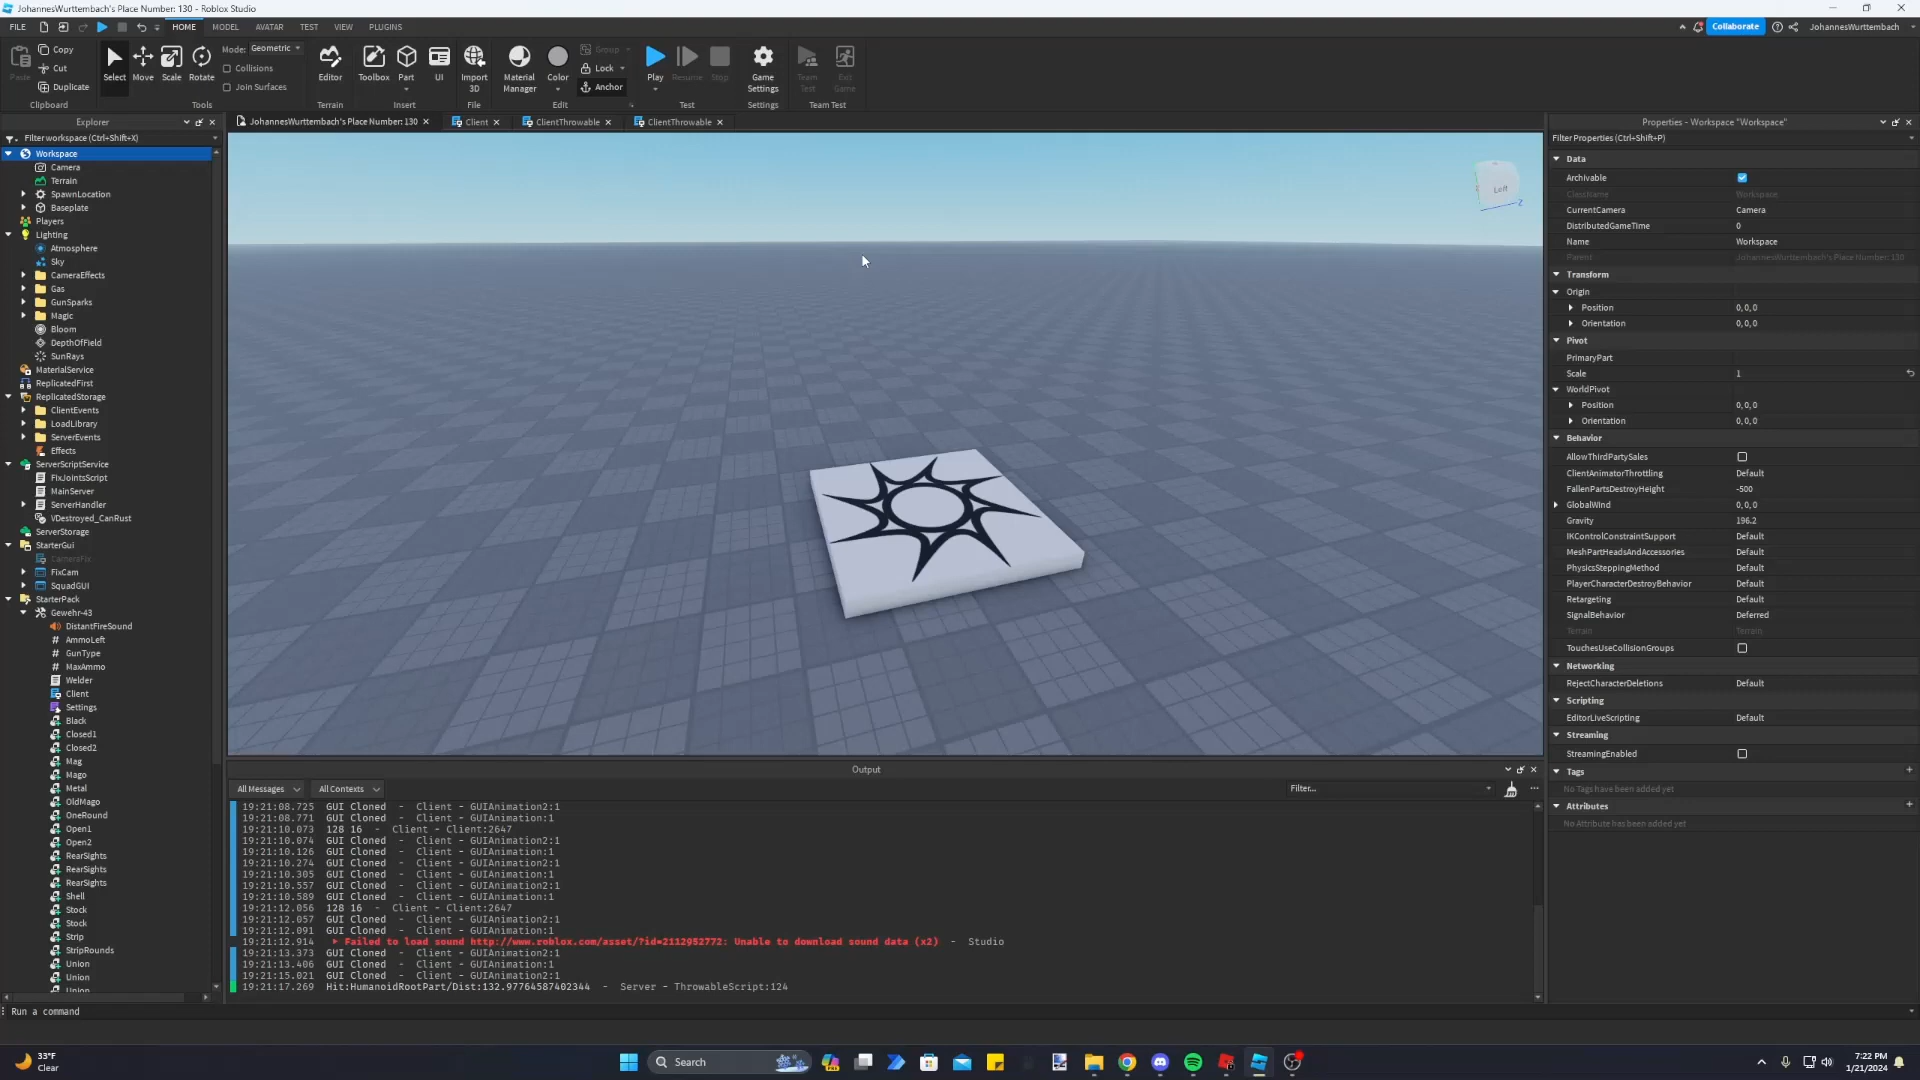 JohannesWurttembach's Place Number: 130 - Roblox Studio
FILE HOME MODEL AVATAR TEST VIEW PLUGINS Collaborate JohannesWurttembach
Paste Copy Cut Duplicate Clipboard
Select Move Scale Rotate Mode: Geometric Collisions Join Surfaces Tools
Editor Terrain
Toolbox Part UI Insert
Import 3D File
Material Manager Color Group Lock Anchor Edit
Play Resume Stop Test
Game Settings Settings
Team Test Exit Game Team Test
Explorer
Filter workspace (Ctrl+Shift+X)
Workspace
Camera
Terrain
SpawnLocation
Baseplate
Players
Lighting
Atmosphere
Sky
CameraEffects
Gas
GunSparks
Magic
Bloom
DepthOfField
SunRays
MaterialService
ReplicatedFirst
ReplicatedStorage
ClientEvents
LoadLibrary
ServerEvents
Effects
ServerScriptService
FixJointsScript
MainServer
ServerHandler
VDestroyed_CanRust
ServerStorage
StarterGui
CameraFix
FixCam
SquadGUI
StarterPack
Gewehr-43
DistantFireSound
AmmoLeft
GunType
MaxAmmo
Welder
Client
Settings
Black
Closed1
Closed2
Mag
Mago
Metal
OldMago
OneRound
Open1
Open2
RearSights
RearSights
RearSights
Shell
Stock
Stock
Strip
StripRounds
Union
Union
Union
JohannesWurttembach's Place Number: 130 Client ClientThrowable ClientThrowable
Left
Z
Output
All Messages All Contexts Filter...
19:21:08.725 GUI Cloned - Client - GUIAnimation2:1
19:21:08.771 GUI Cloned - Client - GUIAnimation:1
19:21:10.073 128 16 - Client - Client:2647
19:21:10.074 GUI Cloned - Client - GUIAnimation2:1
19:21:10.126 GUI Cloned - Client - GUIAnimation:1
19:21:10.274 GUI Cloned - Client - GUIAnimation2:1
19:21:10.305 GUI Cloned - Client - GUIAnimation:1
19:21:10.557 GUI Cloned - Client - GUIAnimation2:1
19:21:10.589 GUI Cloned - Client - GUIAnimation:1
19:21:12.056 128 16 - Client - Client:2647
19:21:12.057 GUI Cloned - Client - GUIAnimation2:1
19:21:12.091 GUI Cloned - Client - GUIAnimation:1
19:21:12.914 Failed to load sound http://www.roblox.com/asset/?id=2112952772: Unable to download sound data (x2) - Studio
19:21:13.373 GUI Cloned - Client - GUIAnimation2:1
19:21:13.406 GUI Cloned - Client - GUIAnimation:1
19:21:15.021 GUI Cloned - Client - GUIAnimation2:1
19:21:17.269 Hit:HumanoidRootPart/Dist:132.97764587402344 - Server - ThrowableScript:124
Properties - Workspace "Workspace"
Filter Properties (Ctrl+Shift+P)
Data
Archivable
ClassName Workspace
CurrentCamera Camera
DistributedGameTime 0
Name Workspace
Parent JohannesWurttembach's Place Number: 130
Transform
Origin
Position 0, 0, 0
Orientation 0, 0, 0
Pivot
PrimaryPart
Scale 1
WorldPivot
Position 0, 0, 0
Orientation 0, 0, 0
Behavior
AllowThirdPartySales
ClientAnimatorThrottling Default
FallenPartsDestroyHeight -500
GlobalWind 0, 0, 0
Gravity 196.2
IKControlConstraintSupport Default
MeshPartHeadsAndAccessories Default
PhysicsSteppingMethod Default
PlayerCharacterDestroyBehavior Default
Retargeting Default
SignalBehavior Deferred
Terrain Terrain
TouchesUseCollisionGroups
Networking
RejectCharacterDeletions Default
Scripting
EditorLiveScripting Default
Streaming
StreamingEnabled
Tags
No Tags have been added yet
Attributes
No Attribute has been added yet
Run a command
33°F
Clear
Search
7:22 PM
1/21/2024